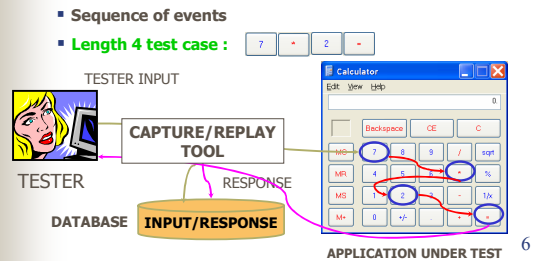 ▪ Sequence of events
▪ Length 4 test case : 7 * 2 =
TESTER INPUT
CAPTURE/REPLAY
TOOL
TESTER
RESPONSE
DATABASE
INPUT/RESPONSE
Calculator
Edit View Help
0.
Backspace CE C
MC 7 8 9 / sqrt
MR 4 5 6 * %
MS 1 2 3 - 1/x
M+ 0 +/- . + =
APPLICATION UNDER TEST
6